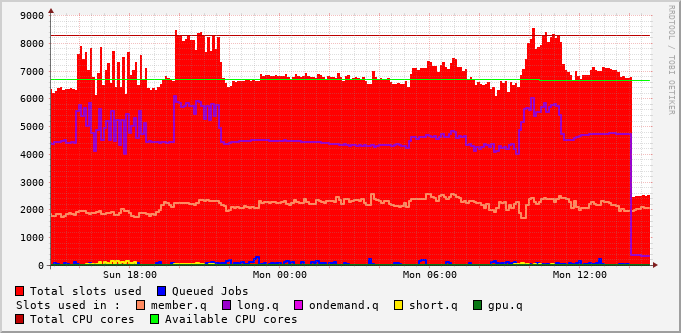 9000
8000
7000
6000
5000
4000
3000
2000
1000
0
Sun 18:00 Mon 00:00 Mon 06:00 Mon 12:00
RRDTOOL / TOBI OETIKER
Total slots used Queued Jobs
Slots used in : member.q long.q ondemand.q short.q gpu.q
Total CPU cores Available CPU cores